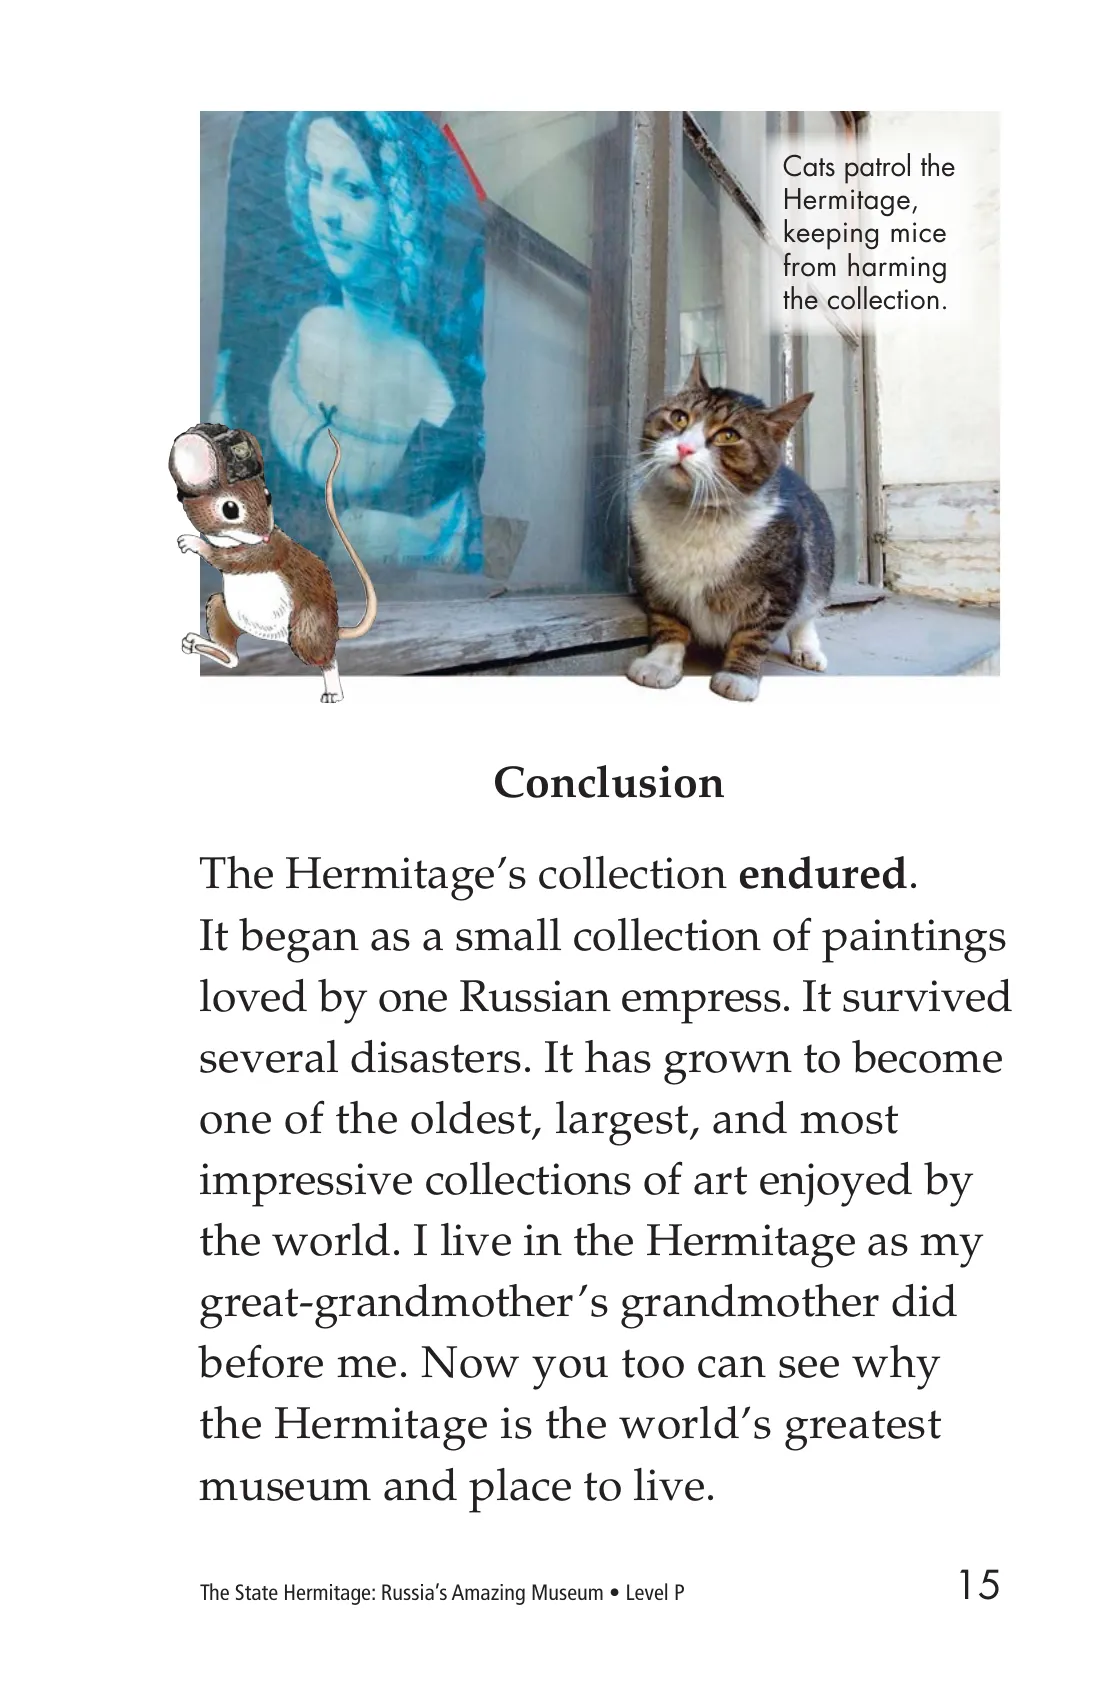 Cats patrol the
Hermitage,
keeping mice
from harming
the collection.
Conclusion
The Hermitage’s collection endured.
It began as a small collection of paintings
loved by one Russian empress. It survived
several disasters. It has grown to become
one of the oldest, largest, and most
impressive collections of art enjoyed by
the world. I live in the Hermitage as my
great-grandmother’s grandmother did
before me. Now you too can see why
the Hermitage is the world’s greatest
museum and place to live.
The State Hermitage: Russia’s Amazing Museum • Level P
15